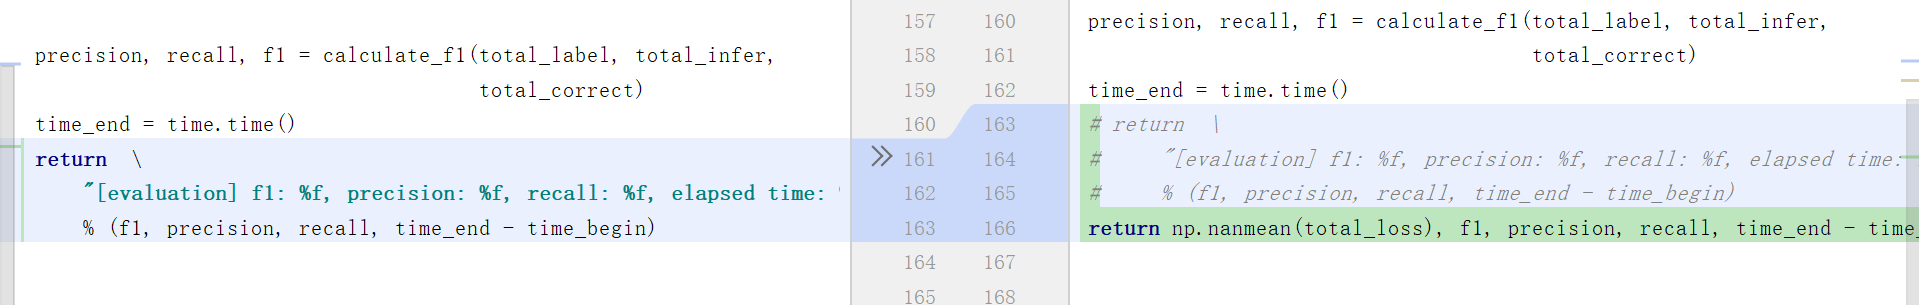 precision, recall, f1 = calculate_f1(total_label, total_infer,
total_correct)
time_end = time.time()
return \
"[evaluation] f1: %f, precision: %f, recall: %f, elapsed time:
% (f1, precision, recall, time_end - time_begin)
157 160
158 161
159 162
160 163
161 164
162 165
163 166
164 167
165 168
precision, recall, f1 = calculate_f1(total_label, total_infer,
total_correct)
time_end = time.time()
# return \
# "[evaluation] f1: %f, precision: %f, recall: %f, elapsed time:
# % (f1, precision, recall, time_end - time_begin)
return np.nanmean(total_loss), f1, precision, recall, time_end - time_